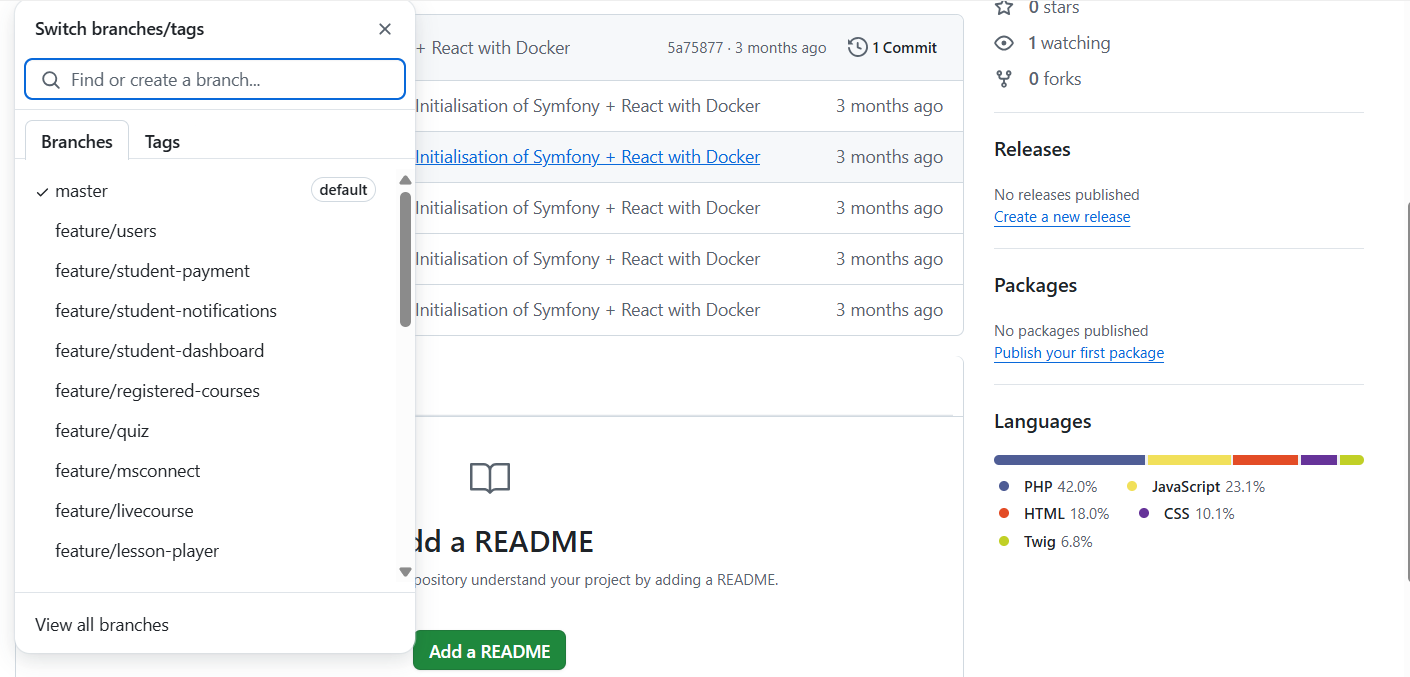 Switch branches/tags
Find or create a branch...
Branches
Tags
master
default
feature/users
feature/student-payment
feature/student-notifications
feature/student-dashboard
feature/registered-courses
feature/quiz
feature/msconnect
feature/livecourse
feature/lesson-player
View all branches
+ React with Docker
5a75877 · 3 months ago
1 Commit
Initialisation of Symfony + React with Docker
3 months ago
Initialisation of Symfony + React with Docker
3 months ago
Initialisation of Symfony + React with Docker
3 months ago
Initialisation of Symfony + React with Docker
3 months ago
Initialisation of Symfony + React with Docker
3 months ago
dd a README
pository understand your project by adding a README.
Add a README
0 stars
1 watching
0 forks
Releases
No releases published
Create a new release
Packages
No packages published
Publish your first package
Languages
PHP 42.0%
JavaScript 23.1%
HTML 18.0%
CSS 10.1%
Twig 6.8%